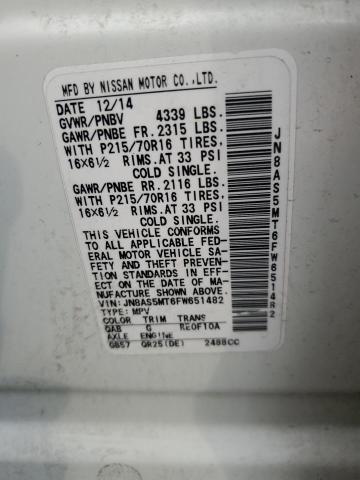 MFD BY NISSAN MOTOR CO.,LTD.
DATE 12/14
GVWR/PNBV 4339 LBS.
GAWR/PNBE FR. 2315 LBS.
WITH P215/70R16 TIRES,
16X6½ RIMS.AT 33 PSI
COLD SINGLE.
GAWR/PNBE RR. 2116 LBS.
WITH P215/70R16 TIRES,
16X6½ RIMS.AT 33 PSI
COLD SINGLE.
THIS VEHICLE CONFORMS
TO ALL APPLICABLE FED-
ERAL MOTOR VEHICLE SA-
FETY AND THEFT PREVE-
NTION STANDARDS IN EFF-
ECT ON THE DATE OF MA-
NUFACTURE SHOWN ABOVE.
VIN: JN8AS5MT6FW651482
TYPE: MPV
COLOR TRIM TRANS
QAB G RE0F10A
AXLE ENGINE
GB57 QR25(DE) 2488CC
JN8AS5MT6FW651482